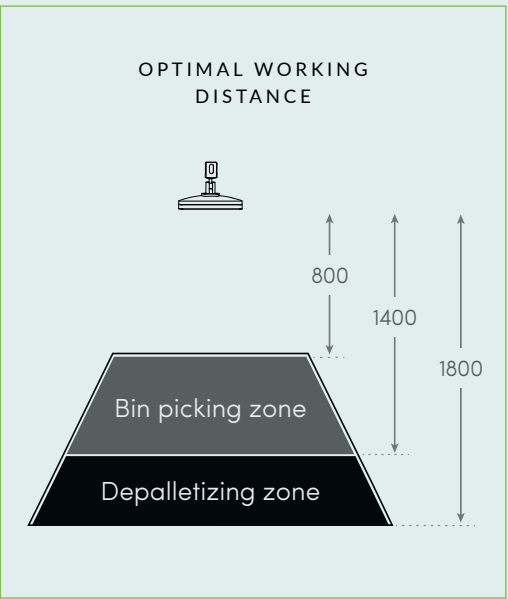 OPTIMAL WORKING
DISTANCE
800
1400
1800
Bin picking zone
Depalletizing zone